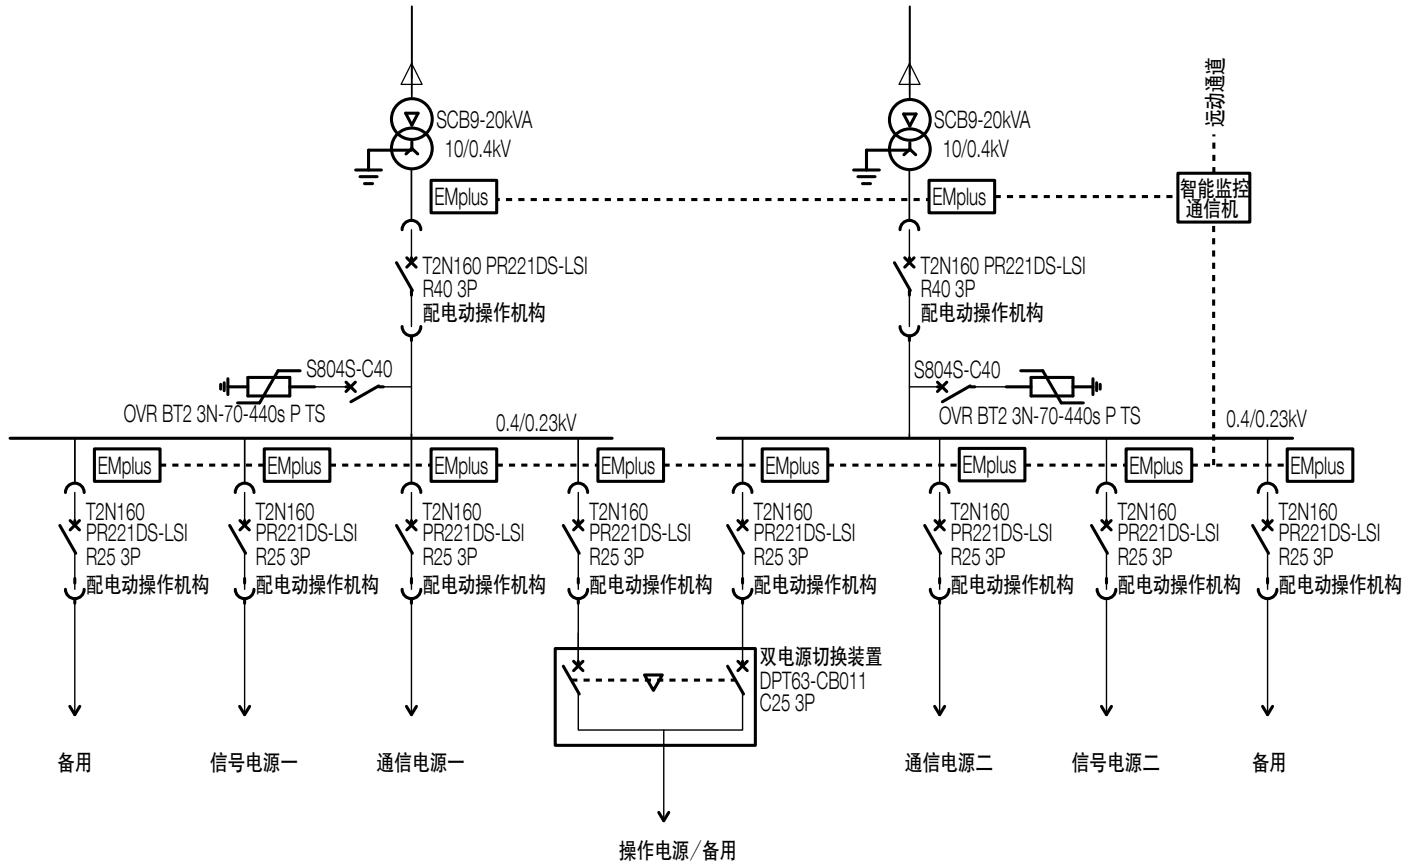 SCB9-20kVA
10/0.4kV
SCB9-20kVA
10/0.4kV
远动通道
EMplus
EMplus
智能监控
通信机
T2N160 PR221DS-LSI
R40 3P
配电动操作机构
T2N160 PR221DS-LSI
R40 3P
配电动操作机构
S804S-C40
OVR BT2 3N-70-440s P TS
0.4/0.23kV
S804S-C40
OVR BT2 3N-70-440s P TS
0.4/0.23kV
EMplus
EMplus
EMplus
EMplus
EMplus
EMplus
EMplus
EMplus
T2N160
PR221DS-LSI
R25 3P
配电动操作机构
T2N160
PR221DS-LSI
R25 3P
配电动操作机构
T2N160
PR221DS-LSI
R25 3P
配电动操作机构
T2N160
PR221DS-LSI
R25 3P
配电动操作机构
T2N160
PR221DS-LSI
R25 3P
配电动操作机构
T2N160
PR221DS-LSI
R25 3P
配电动操作机构
T2N160
PR221DS-LSI
R25 3P
配电动操作机构
T2N160
PR221DS-LSI
R25 3P
配电动操作机构
双电源切换装置
DPT63-CB011
C25 3P
备用
信号电源一
通信电源一
通信电源二
信号电源二
备用
操作电源/备用